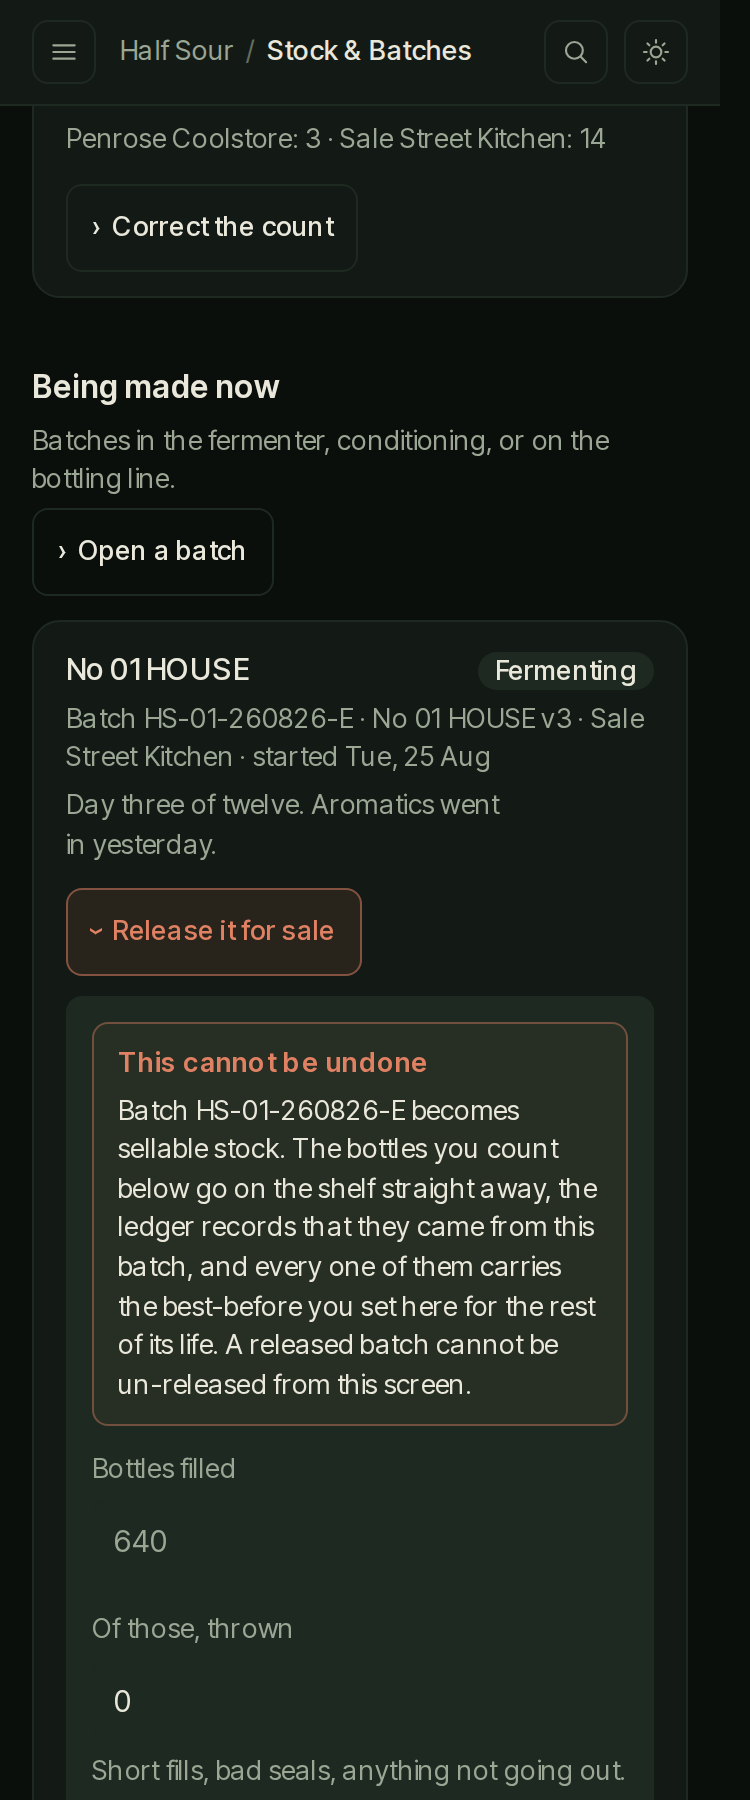 Half Sour / Stock & Batches
Penrose Coolstore: 3 · Sale Street Kitchen: 14
› Correct the count
Being made now
Batches in the fermenter, conditioning, or on the
bottling line.
› Open a batch
No 01 HOUSE
Fermenting
Batch HS-01-260826-E · No 01 HOUSE v3 · Sale
Street Kitchen · started Tue, 25 Aug
Day three of twelve. Aromatics went
in yesterday.
Release it for sale
This cannot be undone
Batch HS-01-260826-E becomes
sellable stock. The bottles you count
below go on the shelf straight away, the
ledger records that they came from this
batch, and every one of them carries
the best-before you set here for the rest
of its life. A released batch cannot be
un-released from this screen.
Bottles filled
640
Of those, thrown
0
Short fills, bad seals, anything not going out.